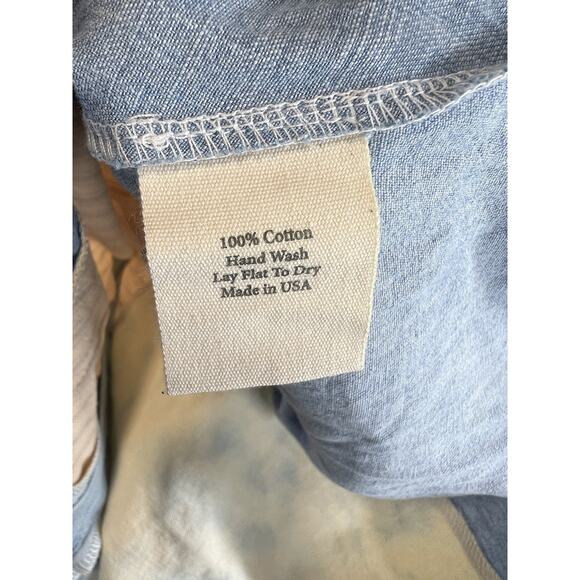 100% Cotton
Hand Wash
Lay Flat To Dry
Made in USA